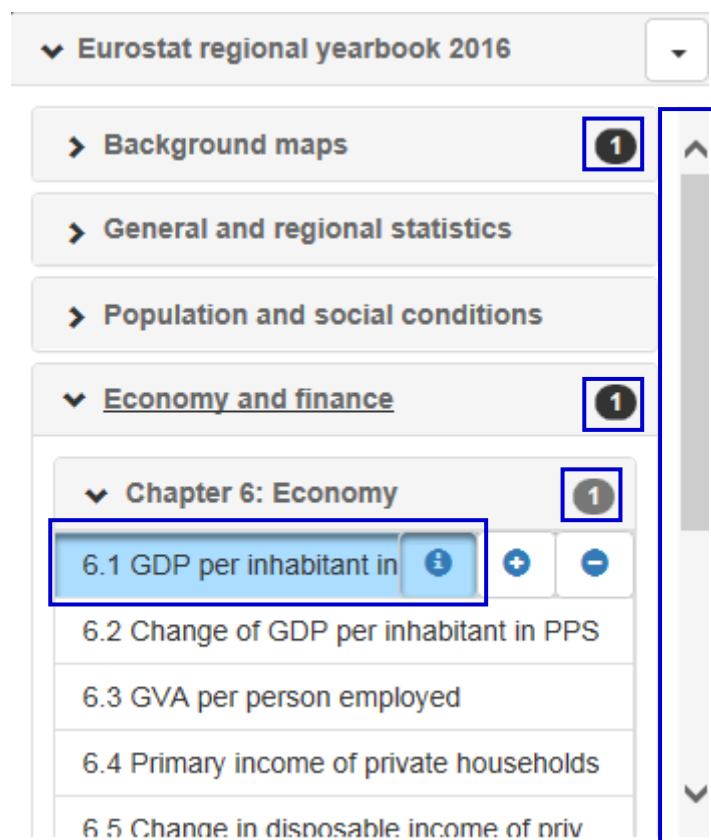 Eurostat regional yearbook 2016
Background maps 1
General and regional statistics
Population and social conditions
Economy and finance 1
Chapter 6: Economy 1
6.1 GDP per inhabitant in
6.2 Change of GDP per inhabitant in PPS
6.3 GVA per person employed
6.4 Primary income of private households
6.5 Change in disposable income of priv